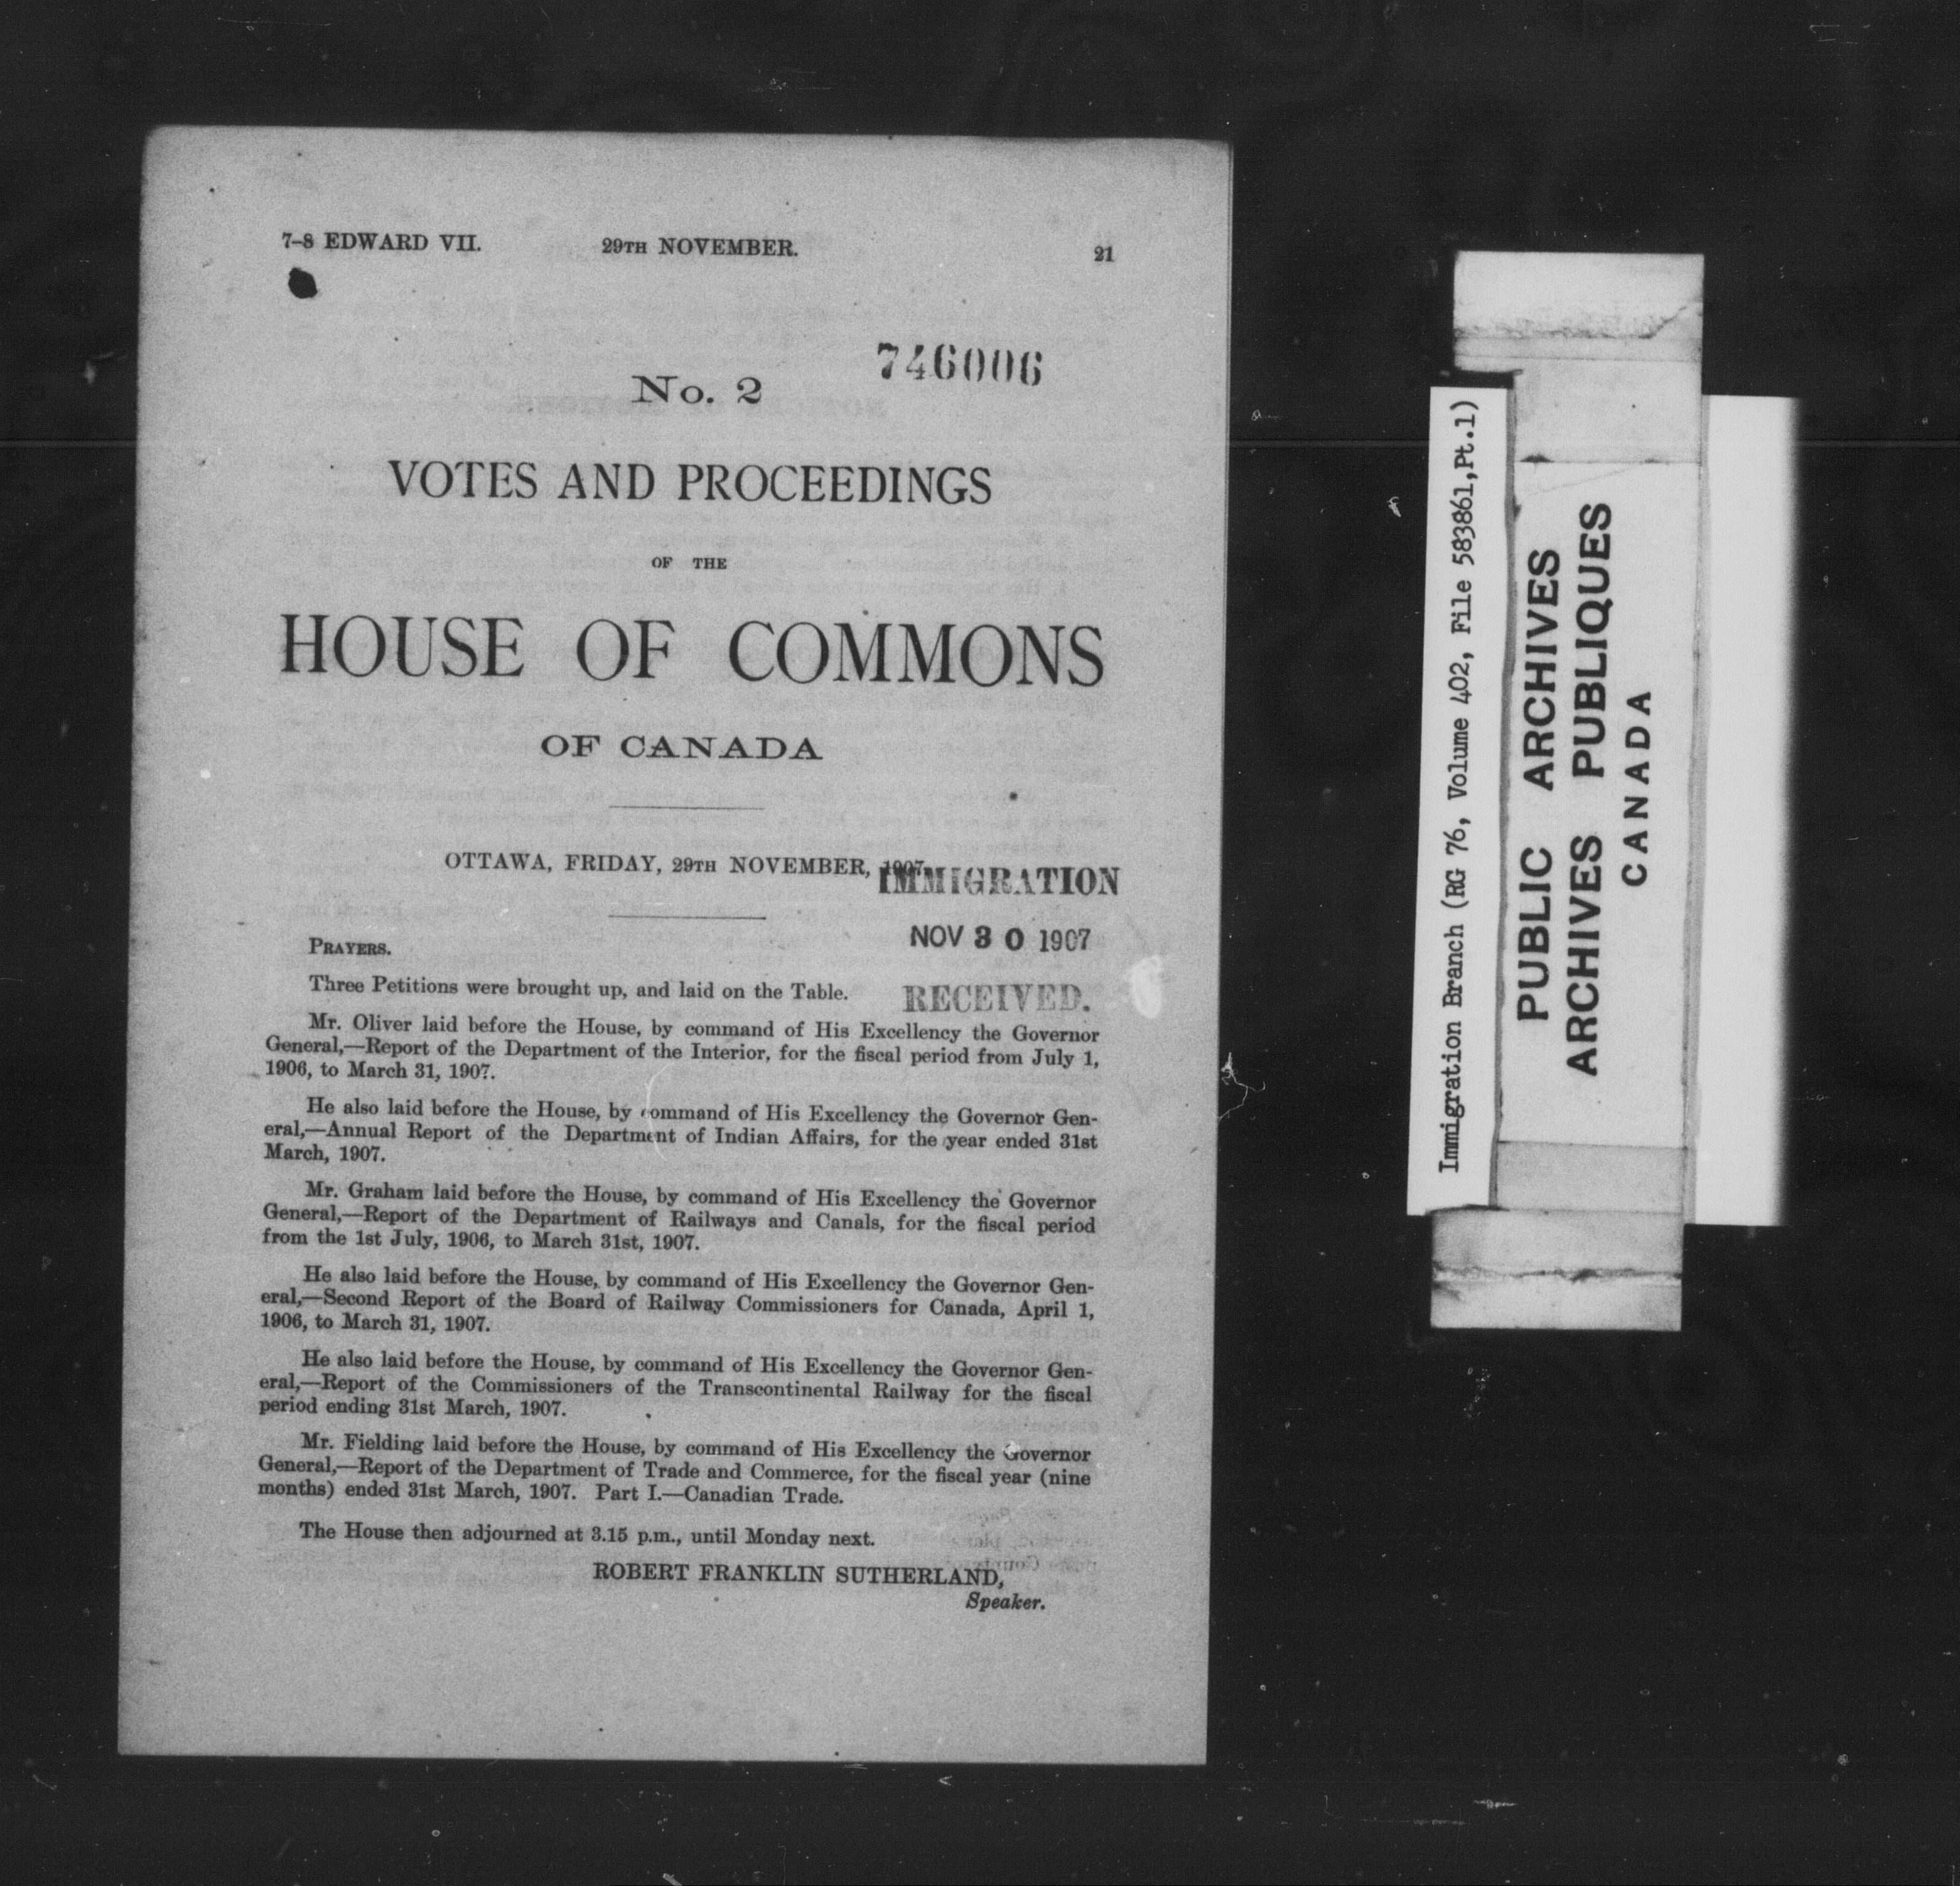 7-8 EDWARD VII. 29TH NOVEMBER. 21
746006
No. 2
VOTES AND PROCEEDINGS
OF THE
HOUSE OF COMMONS
OF CANADA
OTTAWA, FRIDAY, 29TH NOVEMBER, 1907.
IMMIGRATION
NOV 30 1907
RECEIVED.
PRAYERS.
Three Petitions were brought up, and laid on the Table.
Mr. Oliver laid before the House, by command of His Excellency the Governor
General,—Report of the Department of the Interior, for the fiscal period from July 1,
1906, to March 31, 1907.
He also laid before the House, by command of His Excellency the Governor Gen-
eral,—Annual Report of the Department of Indian Affairs, for the year ended 31st
March, 1907.
Mr. Graham laid before the House, by command of His Excellency the Governor
General,—Report of the Department of Railways and Canals, for the fiscal period
from the 1st July, 1906, to March 31st, 1907.
He also laid before the House, by command of His Excellency the Governor Gen-
eral,—Second Report of the Board of Railway Commissioners for Canada, April 1,
1906, to March 31, 1907.
He also laid before the House, by command of His Excellency the Governor Gen-
eral,—Report of the Commissioners of the Transcontinental Railway for the fiscal
period ending 31st March, 1907.
Mr. Fielding laid before the House, by command of His Excellency the Governor
General,—Report of the Department of Trade and Commerce, for the fiscal year (nine
months) ended 31st March, 1907. Part I.—Canadian Trade.
The House then adjourned at 3.15 p.m., until Monday next.
ROBERT FRANKLIN SUTHERLAND,
Speaker.
Immigration Branch (RG 76, Volume 402, File 583861,Pt.1)
PUBLIC ARCHIVES
ARCHIVES PUBLIQUES
CANADA